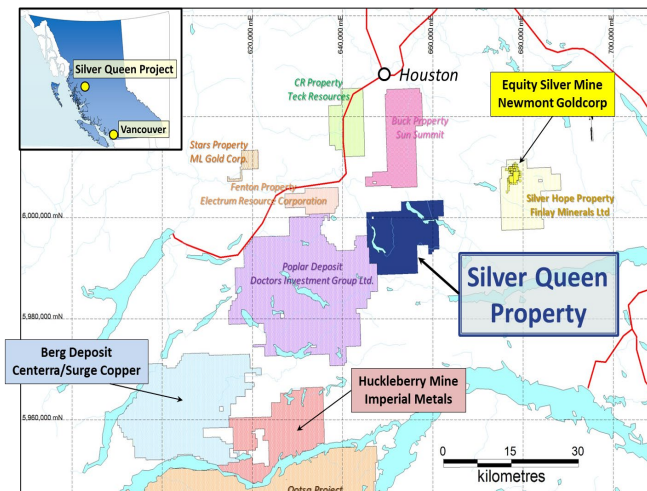 Silver Queen Project
Vancouver
620,000 mE
640,000 mE
660,000 mE
680,000 mE
700,000 mE
Houston
CR Property
Teck Resources
Equity Silver Mine
Newmont Goldcorp
Buck Property
Sun Summit
Stars Property
ML Gold Corp.
Fenton Property
Electrum Resource Corporation
Silver Hope Property
Finlay Minerals Ltd
6,000,000 mN
Poplar Deposit
Doctors Investment Group Ltd.
Silver Queen
Property
5,980,000 mN
Berg Deposit
Centerra/Surge Copper
Huckleberry Mine
Imperial Metals
5,960,000 mN
0 15 30
kilometres
Ootsa Project